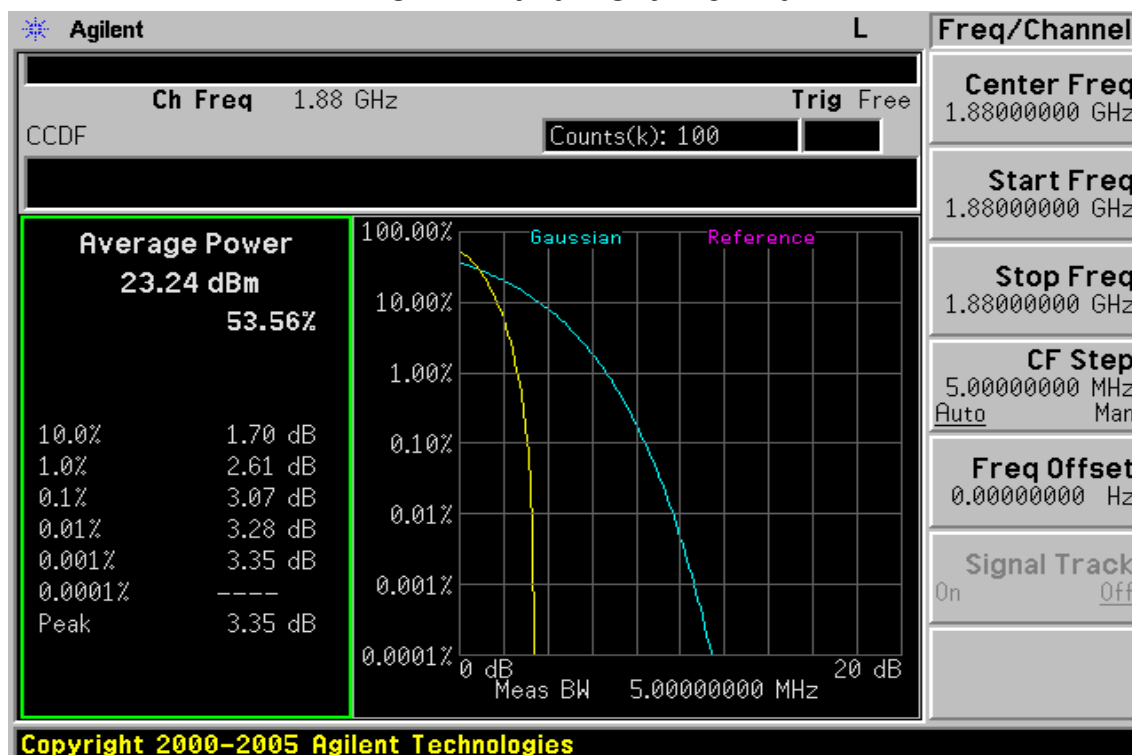 Agilent L Freq/Channel
Ch Freq 1.88 GHz Trig Free
CCDF Counts(k): 100
Center Freq
1.88000000 GHz
Start Freq
1.88000000 GHz
Stop Freq
1.88000000 GHz
CF Step
5.00000000 MHz
Auto Man
Freq Offset
0.00000000 Hz
Signal Track
On Off
Average Power
23.24 dBm
53.56%
10.0% 1.70 dB
1.0% 2.61 dB
0.1% 3.07 dB
0.01% 3.28 dB
0.001% 3.35 dB
0.0001% ----
Peak 3.35 dB
Gaussian Reference
100.00%
10.00%
1.00%
0.10%
0.01%
0.001%
0.0001%
0 dB 20 dB
Meas BW 5.00000000 MHz
Copyright 2000-2005 Agilent Technologies